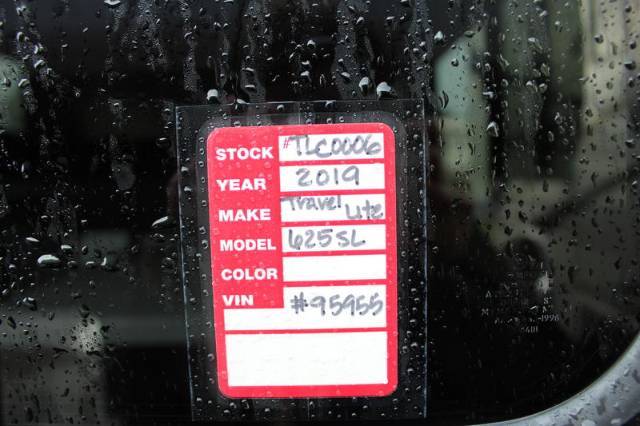 STOCK #TLC0006
YEAR 2019
MAKE Travel Lite
MODEL 625SL
COLOR
VIN #95955